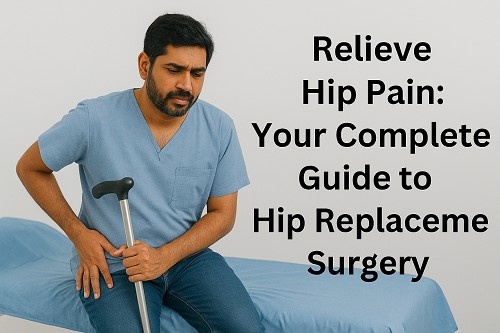 Relieve
Hip Pain:
Your Complete
Guide to
Hip Replaceme
Surgery